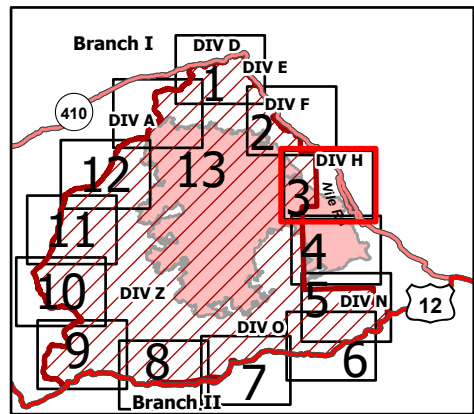 Branch I
DIV D
DIV E
1
410
DIV A
DIV F
2
12
13
DIV H
3
Nile R
11
4
10
DIV Z
5
DIV N
12
DIV O
9
8
7
6
Branch II